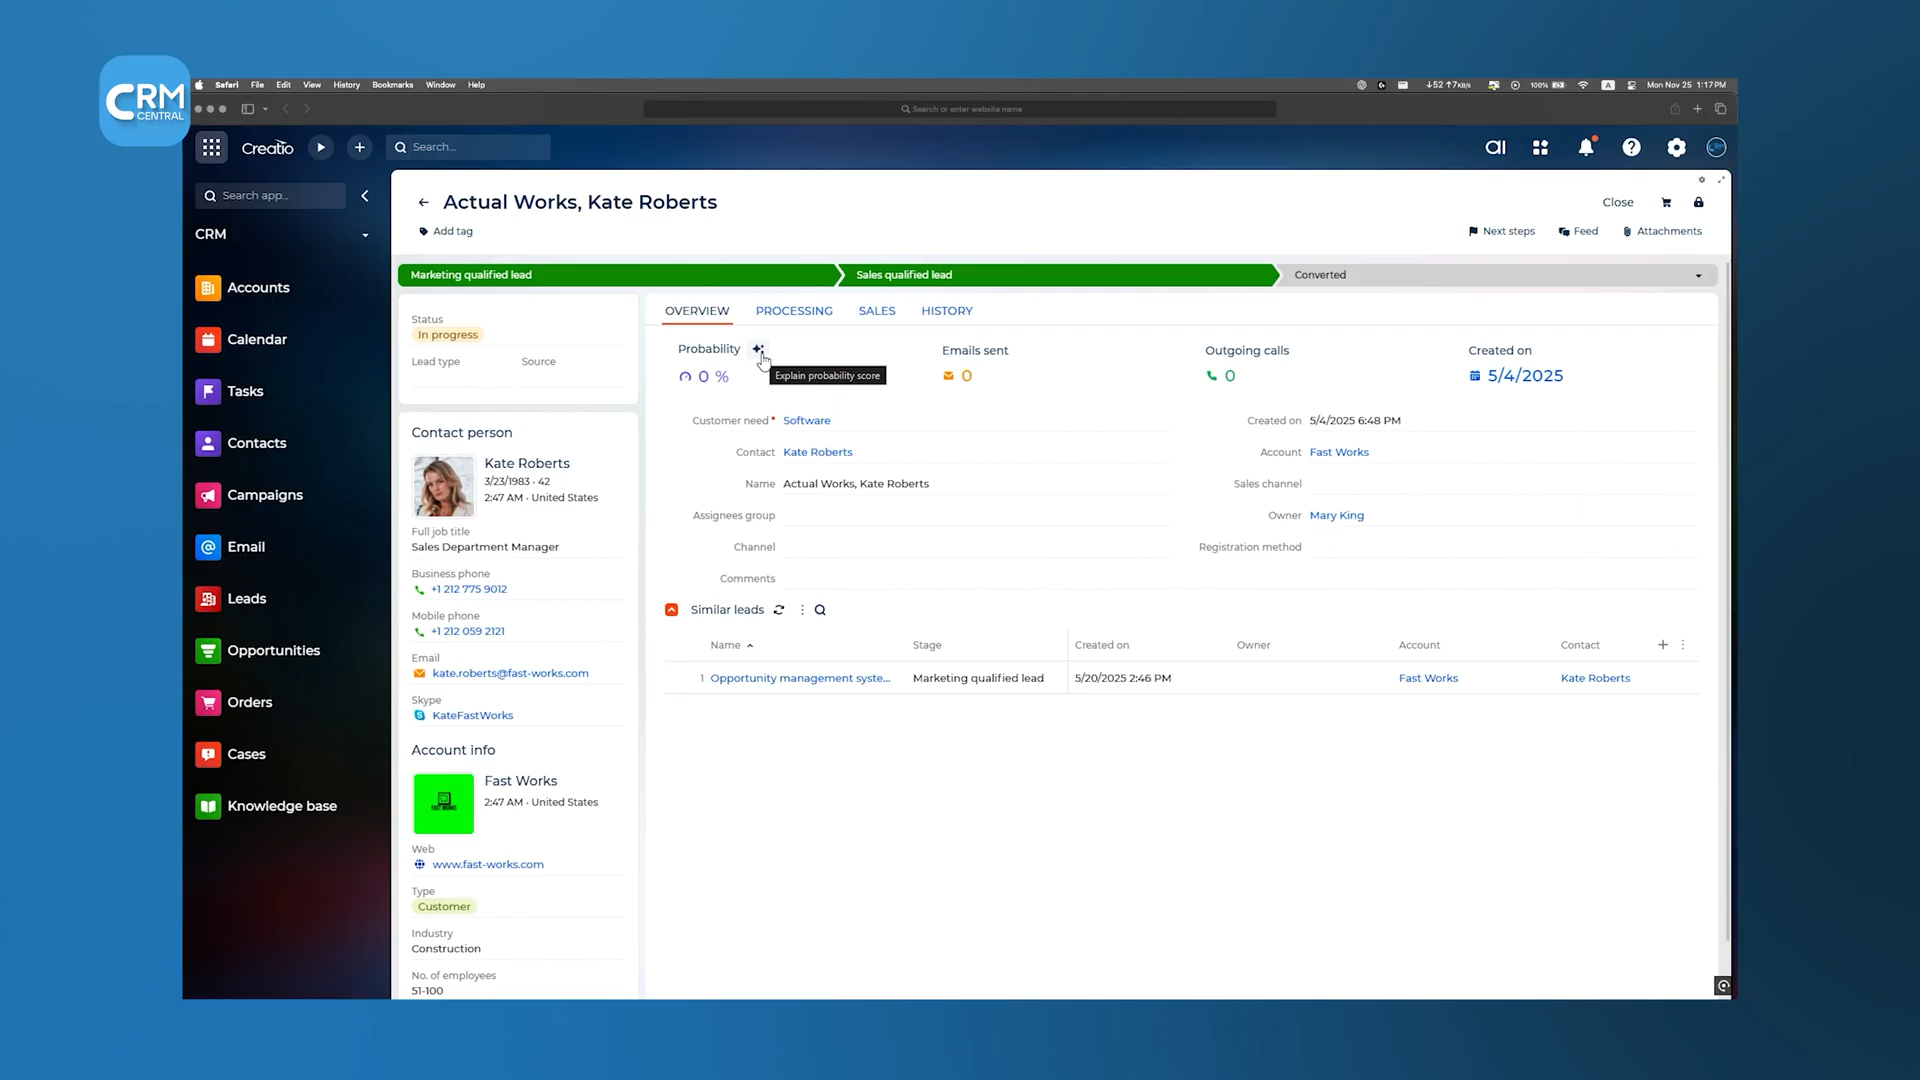 CRM
CENTRAL
Safari File Edit View History Bookmarks Window Help
↓52 ↑7KB/s
100%
A
Mon Nov 25 1:17 PM
Search or enter website name
Creatio
Search...
Search app...
CRM
Accounts
Calendar
Tasks
Contacts
Campaigns
Email
Leads
Opportunities
Orders
Cases
Knowledge base
Actual Works, Kate Roberts
Close
Add tag
Next steps
Feed
Attachments
Marketing qualified lead
Sales qualified lead
Converted
Status
In progress
Lead type Source
Contact person
Kate Roberts
3/23/1983 · 42
2:47 AM · United States
Full job title
Sales Department Manager
Business phone
+1 212 775 9012
Mobile phone
+1 212 059 2121
Email
kate.roberts@fast-works.com
Skype
KateFastWorks
Account info
Fast Works
2:47 AM · United States
FAST WORKS
Web
www.fast-works.com
Type
Customer
Industry
Construction
No. of employees
51-100
OVERVIEW PROCESSING SALES HISTORY
Probability
0 %
Explain probability score
Emails sent
0
Outgoing calls
0
Created on
5/4/2025
Customer need* Software
Contact Kate Roberts
Name Actual Works, Kate Roberts
Assignees group
Channel
Comments
Created on 5/4/2025 6:48 PM
Account Fast Works
Sales channel
Owner Mary King
Registration method
Similar leads
Name Stage Created on Owner Account Contact
1 Opportunity management syste... Marketing qualified lead 5/20/2025 2:46 PM Fast Works Kate Roberts